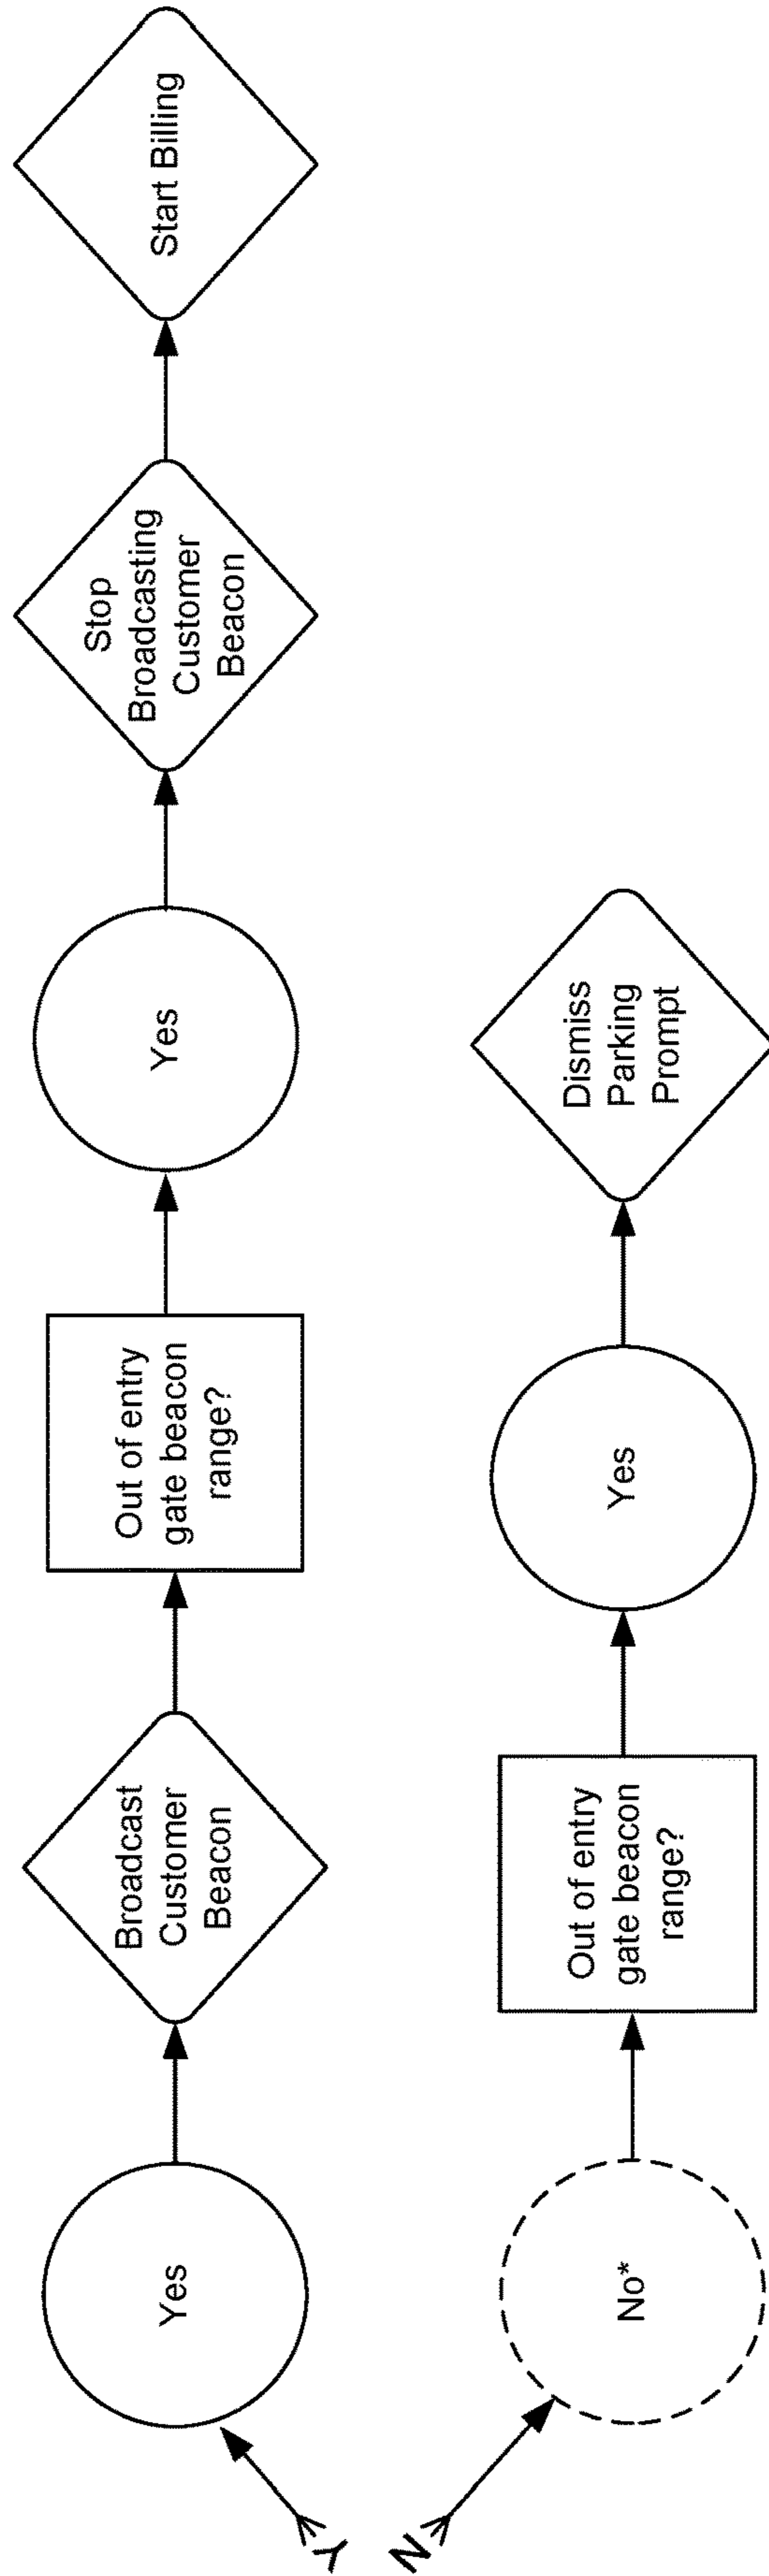 Y
Yes
Broadcast
Customer
Beacon
Out of entry
gate beacon
range?
Yes
Stop
Broadcasting
Customer
Beacon
Start Billing
N
No*
Out of entry
gate beacon
range?
Yes
Dismiss
Parking
Prompt